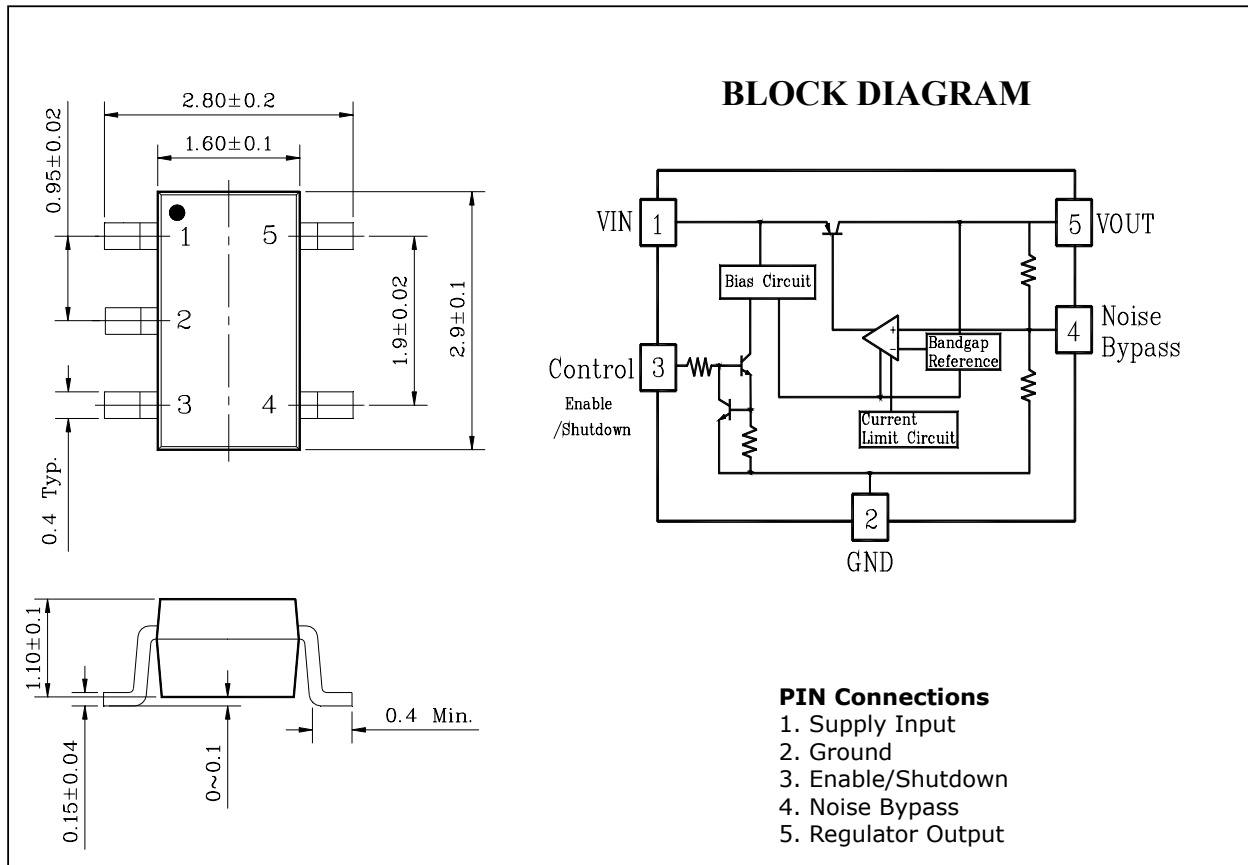 2.80±0.2
1.60±0.1
0.95±0.02
1
5
2
3
4
1.9±0.02
2.9±0.1
0.4 Typ.
1.10±0.1
0.15±0.04
0~0.1
0.4 Min.
BLOCK DIAGRAM
VIN
1
5
VOUT
Bias Circuit
+
-
Bandgap
Reference
4
Noise
Bypass
Control
3
Enable
/Shutdown
Current
Limit Circuit
2
GND
PIN Connections
1. Supply Input
2. Ground
3. Enable/Shutdown
4. Noise Bypass
5. Regulator Output